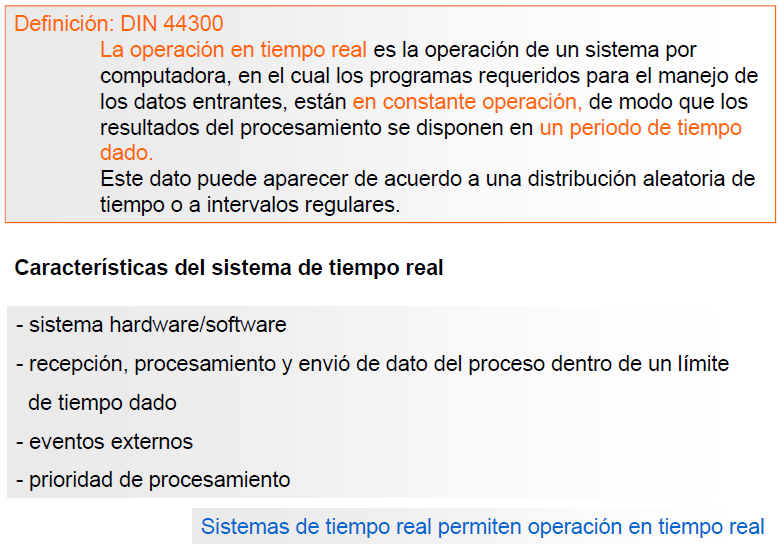 Definición: DIN 44300
La operación en tiempo real es la operación de un sistema por
computadora, en el cual los programas requeridos para el manejo de
los datos entrantes, están en constante operación, de modo que los
resultados del procesamiento se disponen en un periodo de tiempo
dado.
Este dato puede aparecer de acuerdo a una distribución aleatoria de
tiempo o a intervalos regulares.
Características del sistema de tiempo real
- sistema hardware/software
- recepción, procesamiento y envió de dato del proceso dentro de un límite
de tiempo dado
- eventos externos
- prioridad de procesamiento
Sistemas de tiempo real permiten operación en tiempo real